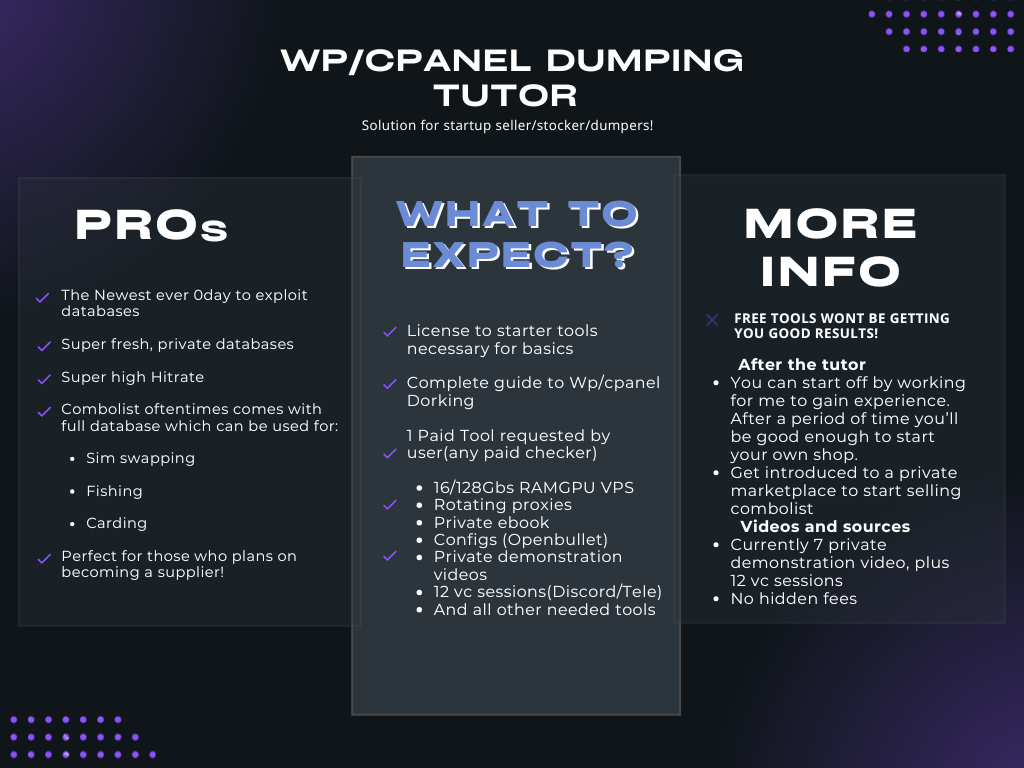 WP/CPANEL DUMPING
TUTOR
Solution for startup seller/stocker/dumpers!
PROs
The Newest ever 0day to exploit
databases
Super fresh, private databases
Super high Hitrate
Combolist oftentimes comes with
full database which can be used for:
Sim swapping
Fishing
Carding
Perfect for those who plans on
becoming a supplier!
WHAT TO
EXPECT?
License to starter tools
necessary for basics
Complete guide to Wp/cpanel
Dorking
1 Paid Tool requested by
user(any paid checker)
16/128Gbs RAMGPU VPS
Rotating proxies
Private ebook
Configs (Openbullet)
Private demonstration
videos
12 vc sessions(Discord/Tele)
And all other needed tools
MORE
INFO
FREE TOOLS WONT BE GETTING
YOU GOOD RESULTS!
After the tutor
You can start off by working
for me to gain experience.
After a period of time you'll
be good enough to start
your own shop.
Get introduced to a private
marketplace to start selling
combolist
Videos and sources
Currently 7 private
demonstration video, plus
12 vc sessions
No hidden fees